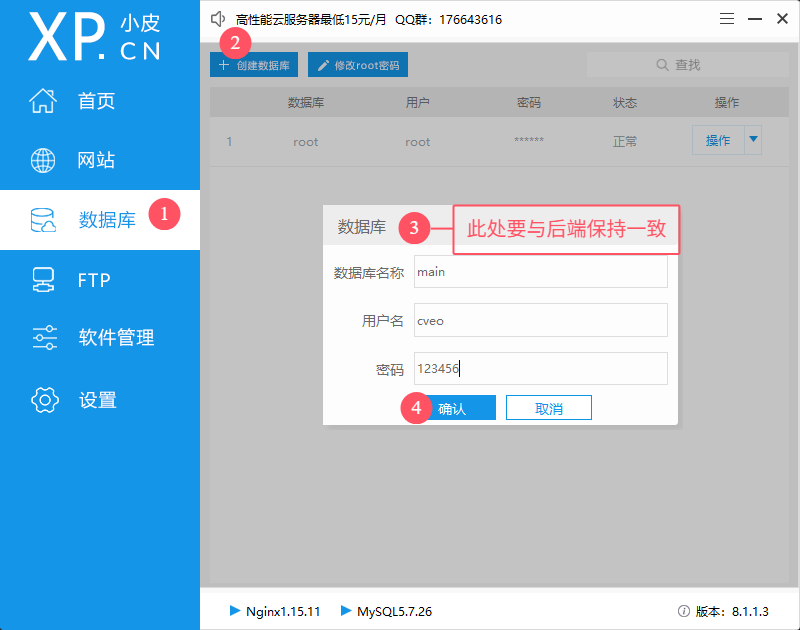 XP.CN 小皮
高性能云服务器最低15元/月 QQ群：176643616
首页
网站
1
数据库
FTP
软件管理
设置
2
创建数据库
修改root密码
查找
数据库 用户 密码 状态 操作
1 root root ****** 正常 操作
数据库
3
此处要与后端保持一致
数据库名称 main
用户名 cveo
密码 123456
4
确认 取消
Nginx1.15.11 MySQL5.7.26 版本：8.1.1.3